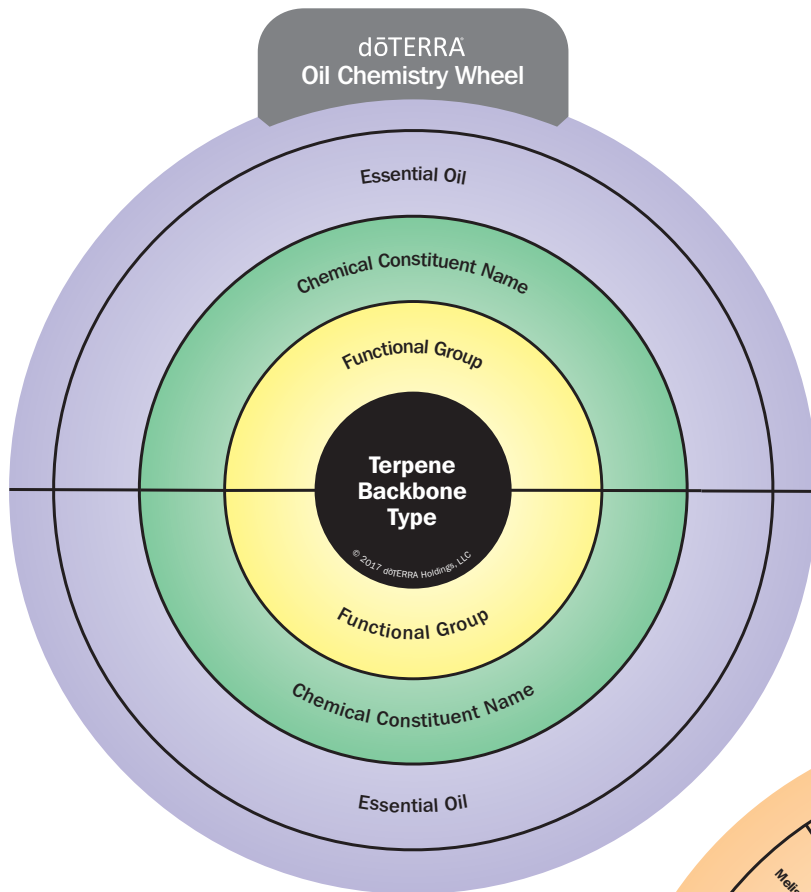 dōTERRA®
Oil Chemistry Wheel
Essential Oil
Chemical Constituent Name
Functional Group
Terpene
Backbone
Type
© 2017 dōTERRA Holdings, LLC
Functional Group
Chemical Constituent Name
Essential Oil